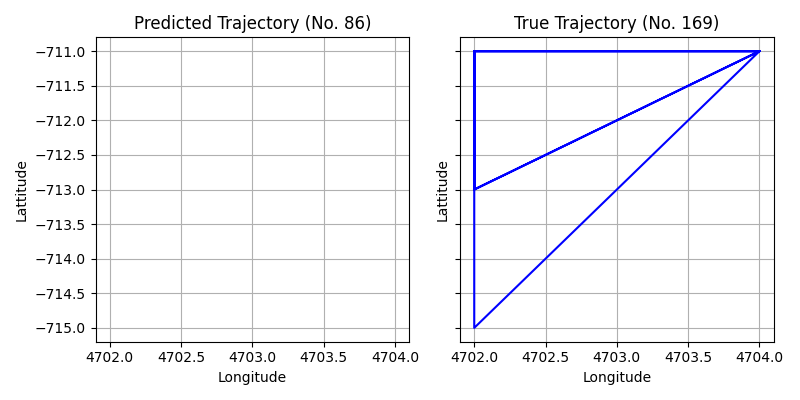 Predicted Trajectory (No. 86)
−711.0
−711.5
−712.0
−712.5
−713.0
−713.5
−714.0
−714.5
−715.0
Lattitude
4702.0 4702.5 4703.0 4703.5 4704.0
Longitude
True Trajectory (No. 169)
Lattitude
4702.0 4702.5 4703.0 4703.5 4704.0
Longitude